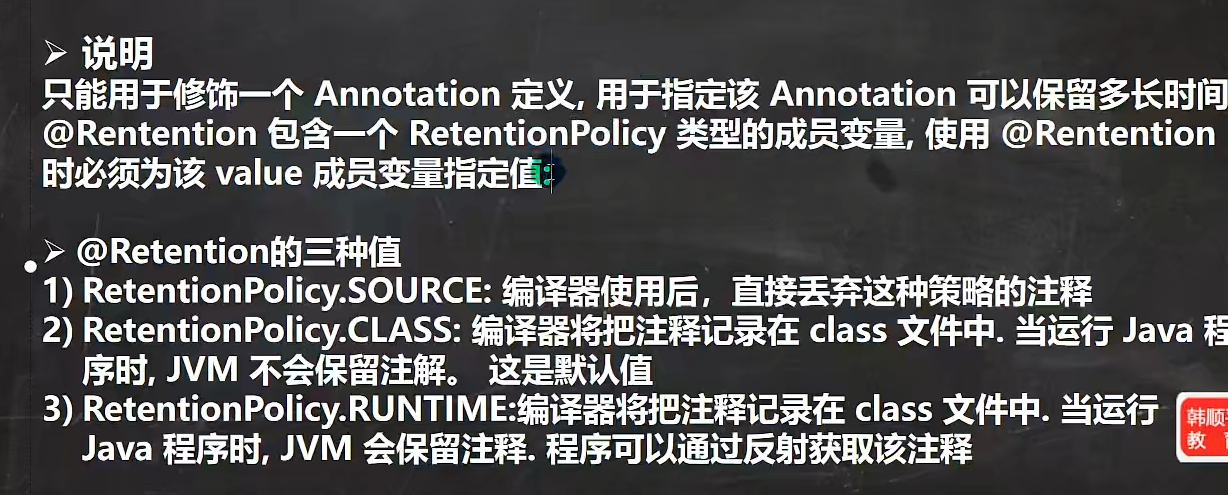 ➢ 说明
只能用于修饰一个 Annotation 定义, 用于指定该 Annotation 可以保留多长时间
@Rentention 包含一个 RetentionPolicy 类型的成员变量, 使用 @Rentention
时必须为该 value 成员变量指定值:
➢ @Retention的三种值
1) RetentionPolicy.SOURCE: 编译器使用后，直接丢弃这种策略的注释
2) RetentionPolicy.CLASS: 编译器将把注释记录在 class 文件中. 当运行 Java 程
序时, JVM 不会保留注解。 这是默认值
3) RetentionPolicy.RUNTIME:编译器将把注释记录在 class 文件中. 当运行
Java 程序时, JVM 会保留注释. 程序可以通过反射获取该注释
韩顺
教育